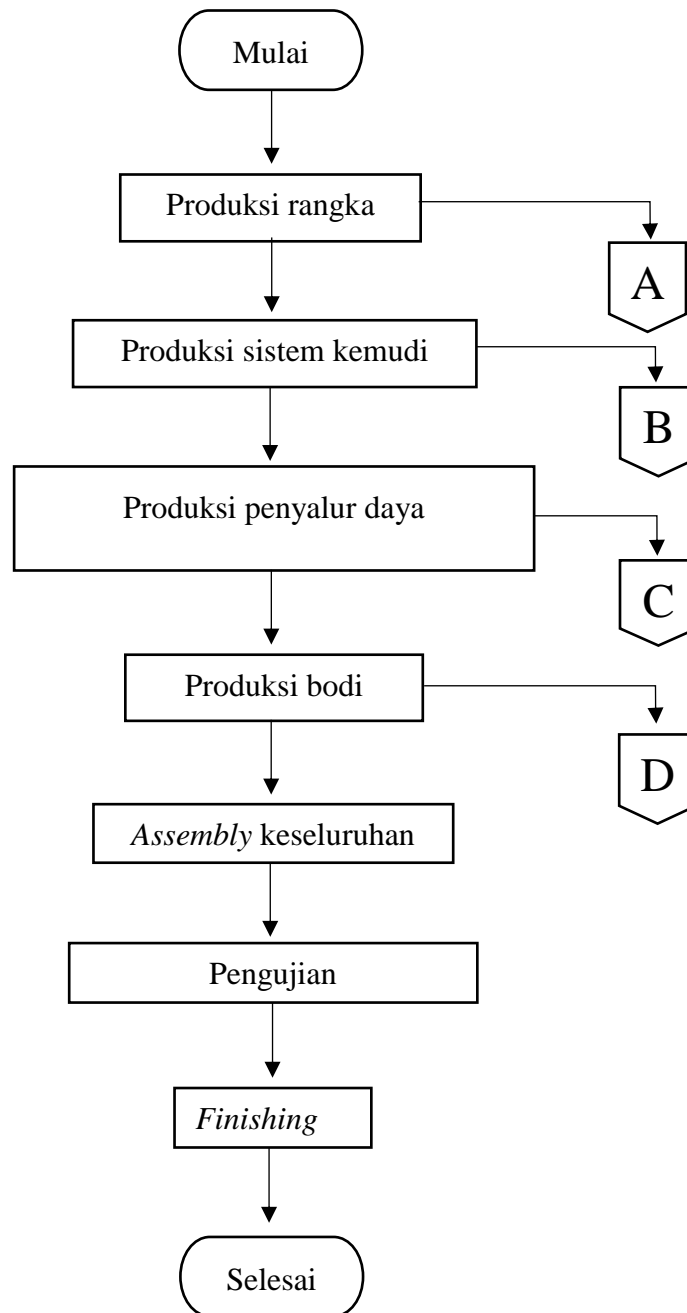 Mulai
Produksi rangka
A
Produksi sistem kemudi
B
Produksi penyalur daya
C
Produksi bodi
D
Assembly keseluruhan
Pengujian
Finishing
Selesai